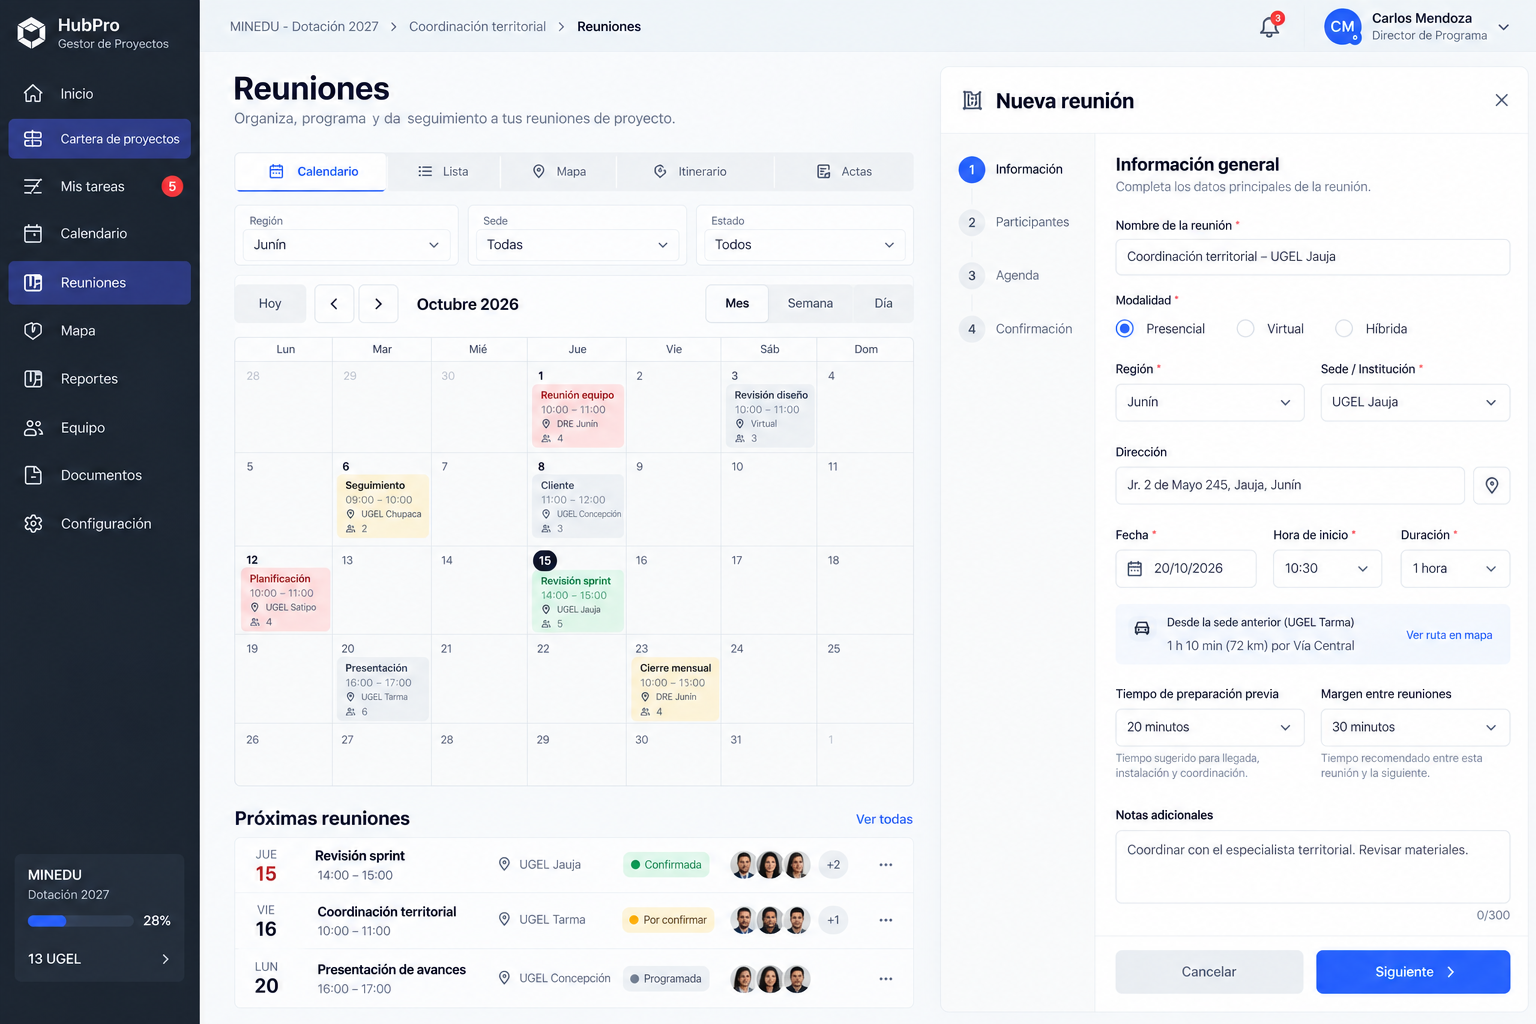 HubPro
Gestor de Proyectos
Inicio
Cartera de proyectos
Mis tareas
5
Calendario
Reuniones
Mapa
Reportes
Equipo
Documentos
Configuración
MINEDU
Dotación 2027
28%
13 UGEL
MINEDU - Dotación 2027 > Coordinación territorial > Reuniones
3
CM
Carlos Mendoza
Director de Programa
Reuniones
Organiza, programa y da seguimiento a tus reuniones de proyecto.
Calendario Lista Mapa Itinerario Actas
Región Sede Estado
Junín Todas Todos
Hoy Octubre 2026 Mes Semana Día
Lun Mar Mié Jue Vie Sáb Dom
28 29 30 1 2 3 4
Reunión equipo
10:00 – 11:00
DRE Junín
4
Revisión diseño
10:00 – 11:00
Virtual
3
5 6 7 8 9 10 11
Seguimiento
09:00 – 10:00
UGEL Chupaca
2
Cliente
11:00 – 12:00
UGEL Concepción
3
12 13 14 15 16 17 18
Planificación
10:00 – 11:00
UGEL Satipo
4
Revisión sprint
14:00 – 15:00
UGEL Jauja
5
19 20 21 22 23 24 25
Presentación
16:00 – 17:00
UGEL Tarma
6
Cierre mensual
10:00 – 15:00
DRE Junín
4
26 27 28 29 30 31 1
Próximas reuniones Ver todas
JUE
15
Revisión sprint
14:00 – 15:00
UGEL Jauja
Confirmada
+2
VIE
16
Coordinación territorial
10:00 – 11:00
UGEL Tarma
Por confirmar
+1
LUN
20
Presentación de avances
16:00 – 17:00
UGEL Concepción
Programada
Nueva reunión
1 Información
2 Participantes
3 Agenda
4 Confirmación
Información general
Completa los datos principales de la reunión.
Nombre de la reunión *
Coordinación territorial – UGEL Jauja
Modalidad *
Presencial Virtual Híbrida
Región * Sede / Institución *
Junín UGEL Jauja
Dirección
Jr. 2 de Mayo 245, Jauja, Junín
Fecha * Hora de inicio * Duración *
20/10/2026 10:30 1 hora
Desde la sede anterior (UGEL Tarma)
1 h 10 min (72 km) por Vía Central
Ver ruta en mapa
Tiempo de preparación previa
20 minutos
Tiempo sugerido para llegada,
instalación y coordinación.
Margen entre reuniones
30 minutos
Tiempo recomendado entre esta
reunión y la siguiente.
Notas adicionales
Coordinar con el especialista territorial. Revisar materiales.
0/300
Cancelar Siguiente